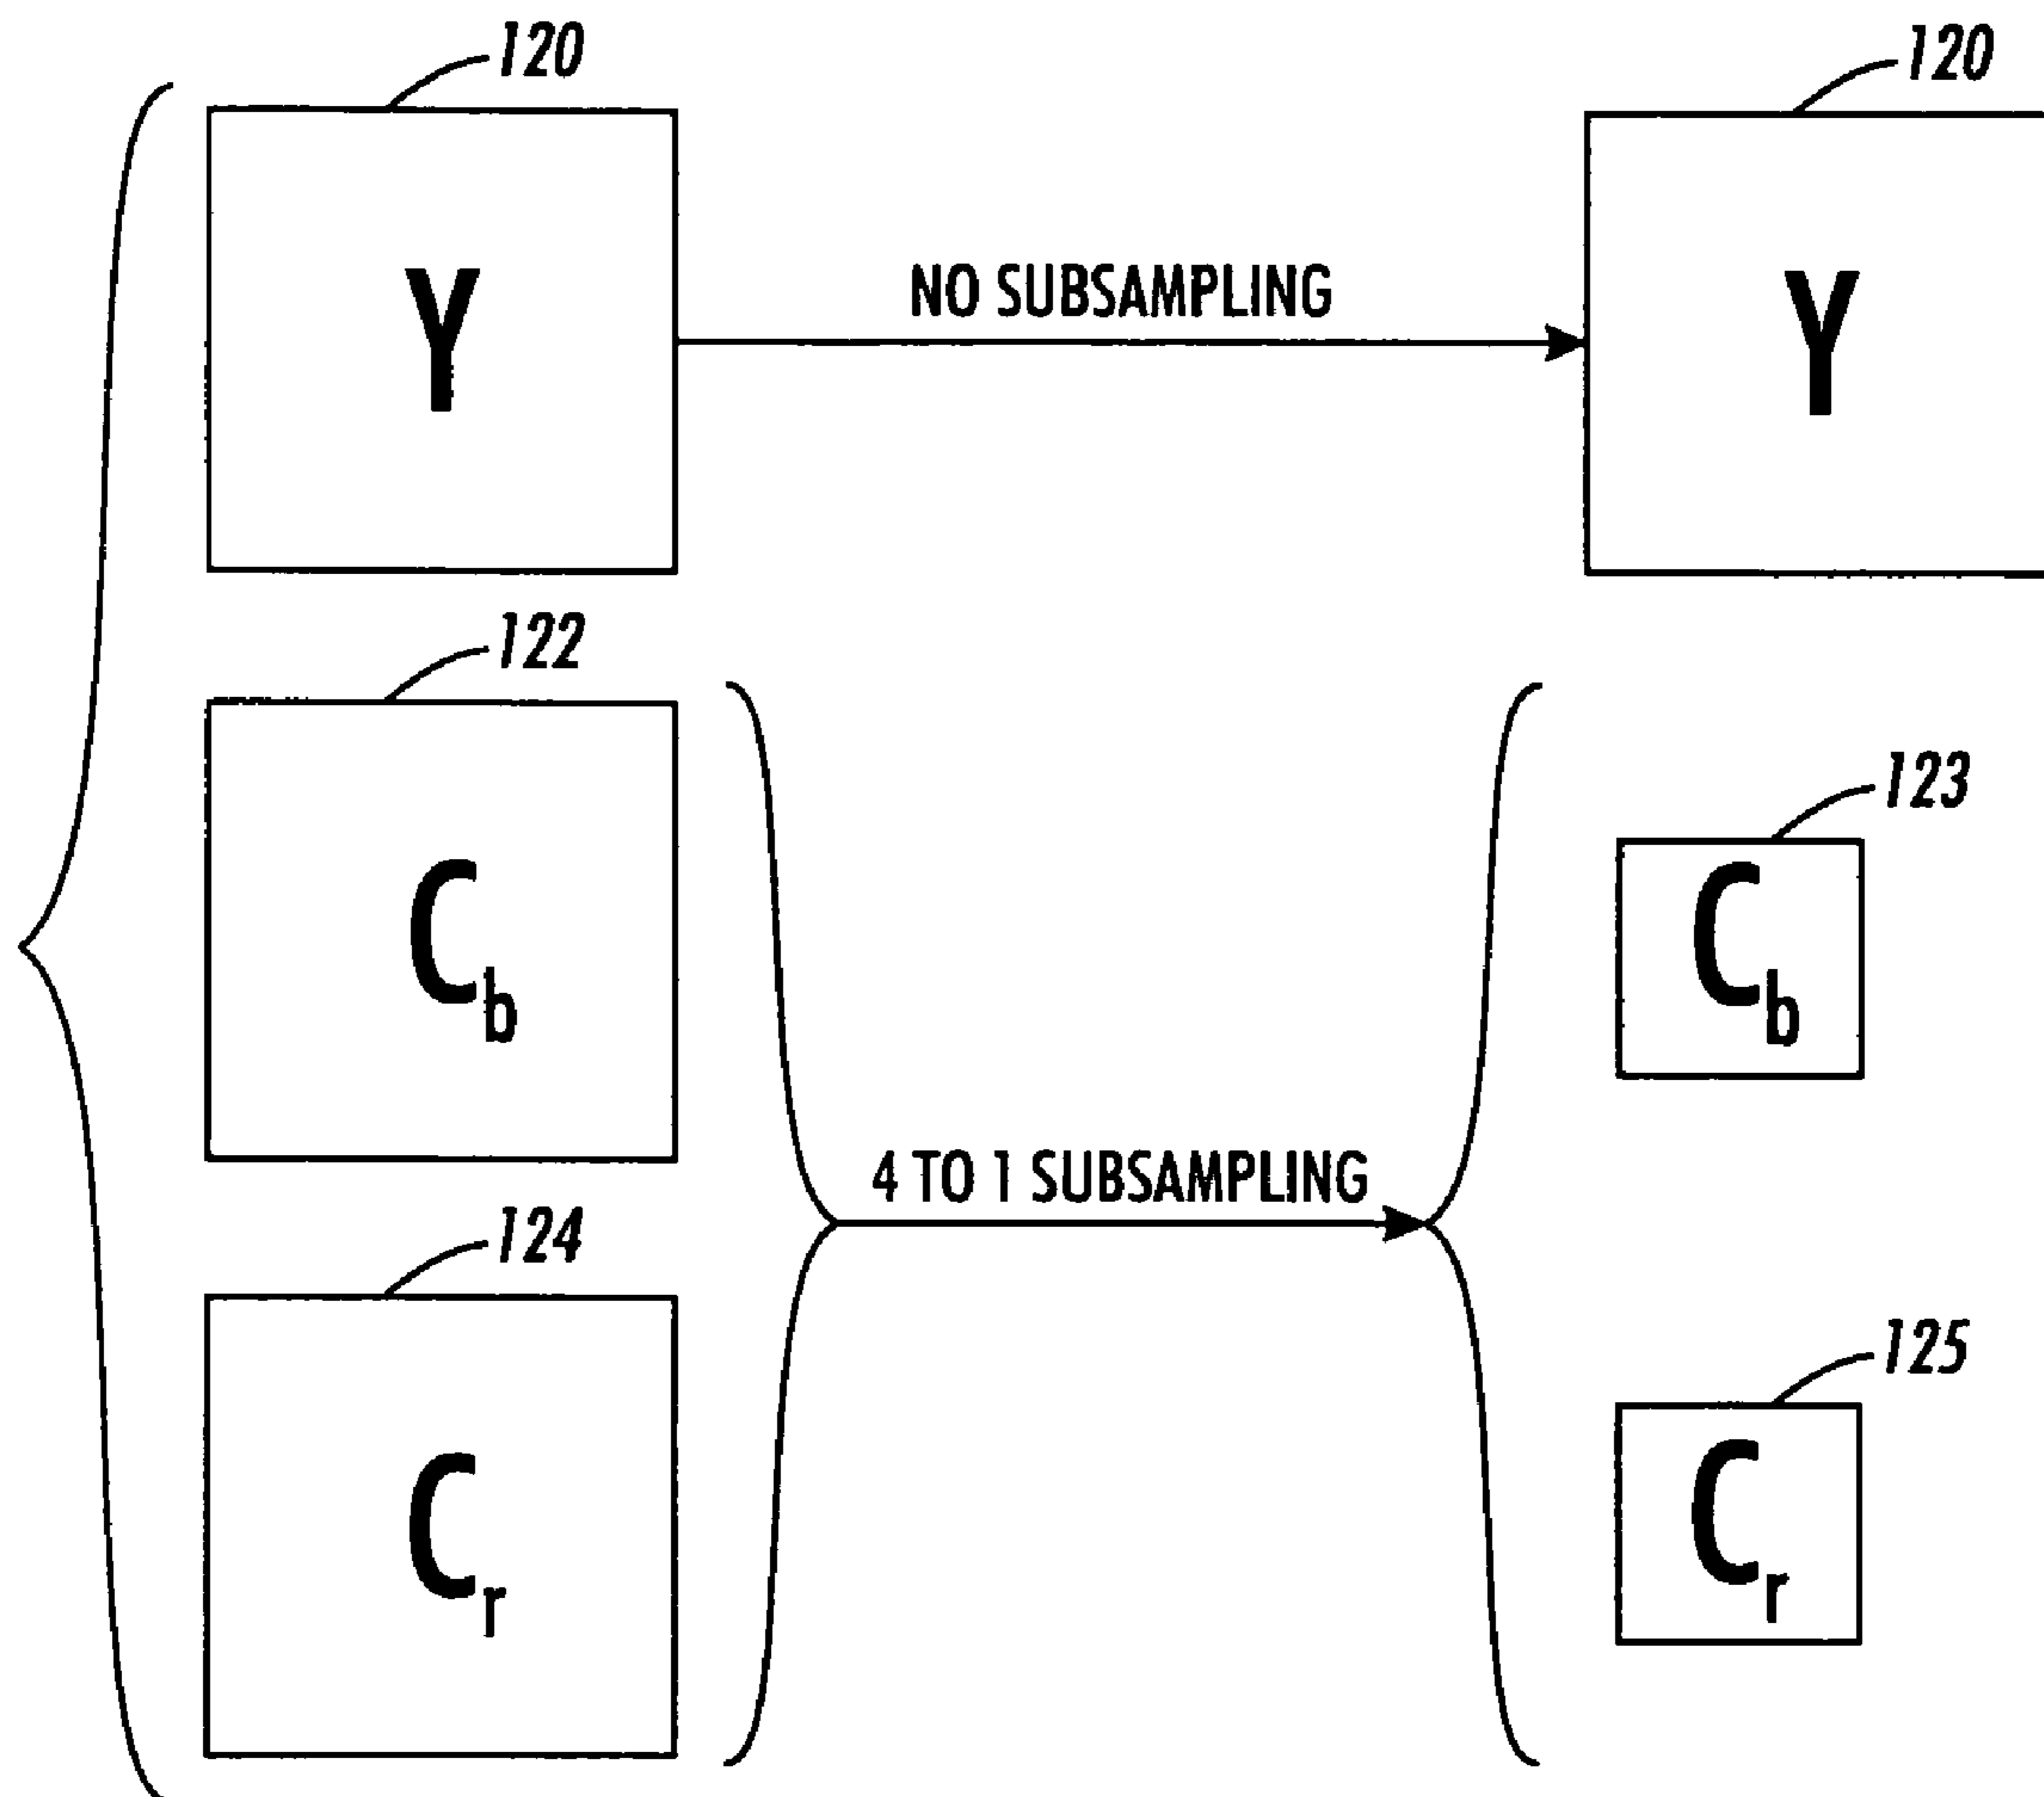 120
120
Y
NO SUBSAMPLING
Y
122
123
Cb
Cb
4 TO 1 SUBSAMPLING
124
125
Cr
Cr